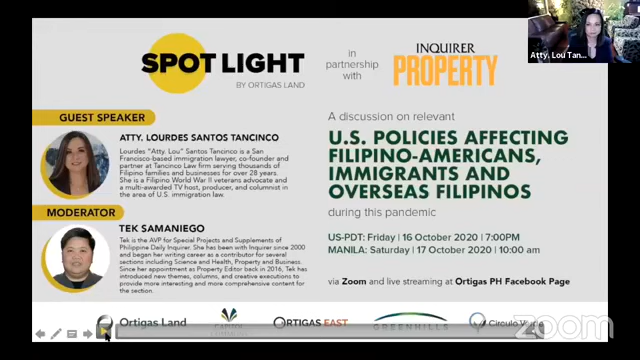 SPOTLIGHT
BY ORTIGAS LAND
in
partnership
with
INQUIRER
PROPERTY
Atty. Lou Tan...
GUEST SPEAKER
ATTY. LOURDES SANTOS TANCINCO
Lourdes "Atty. Lou" Santos Tancinco is a San
Francisco-based immigration lawyer, co-founder and
partner at Tancinco Law firm serving thousands of
Filipino families and businesses for over 28 years.
She is a Filipino World War II veterans advocate and
a multi-awarded TV host, producer, and columnist in
the area of U.S. immigration law.
MODERATOR
TEK SAMANIEGO
Tek is the AVP for Special Projects and Supplements of
Philippine Daily Inquirer. She has been with Inquirer since 2000
and began her writing career as a contributor for several
sections including Science and Health, Property and Business.
Since her appointment as Property Editor back in 2016, Tek has
introduced new themes, columns, and creative executions to
provide more interesting and more comprehensive content for
the section.
A discussion on relevant
U.S. POLICIES AFFECTING
FILIPINO-AMERICANS,
IMMIGRANTS AND
OVERSEAS FILIPINOS
during this pandemic
US-PDT: Friday | 16 October 2020 | 7:00PM
MANILA: Saturday | 17 October 2020 | 10:00 am
via Zoom and live streaming at Ortigas PH Facebook Page
Ortigas Land
CAPITOL
COMMONS
ORTIGAS EAST
GREENHILLS
Circulo
zoom